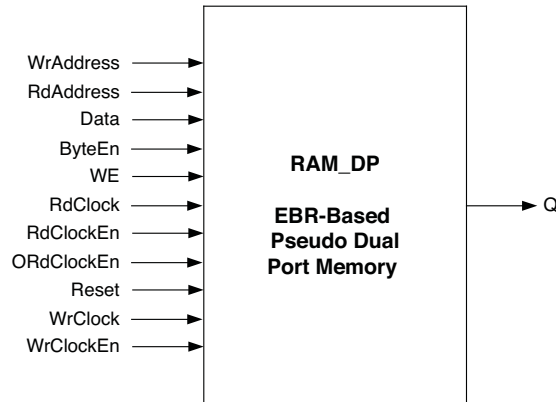 WrAddress
RdAddress
Data
ByteEn
WE
RdClock
RdClockEn
ORdClockEn
Reset
WrClock
WrClockEn
RAM_DP
EBR-Based
Pseudo Dual
Port Memory
Q